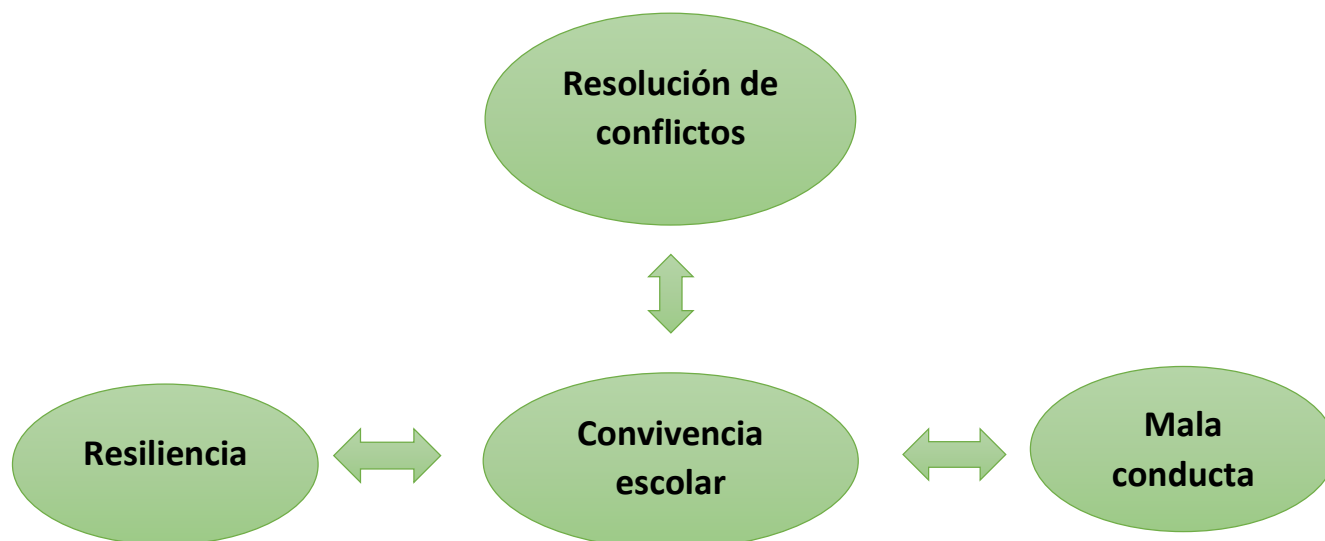 Resolución de
conflictos
Resiliencia
Convivencia
escolar
Mala
conducta